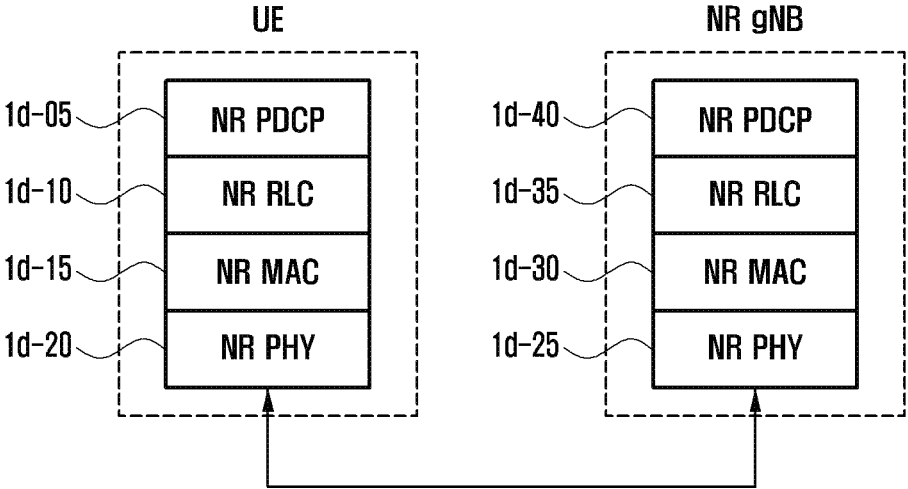 UE NR gNB
1d-05 NR PDCP 1d-40 NR PDCP
1d-10 NR RLC 1d-35 NR RLC
1d-15 NR MAC 1d-30 NR MAC
1d-20 NR PHY 1d-25 NR PHY